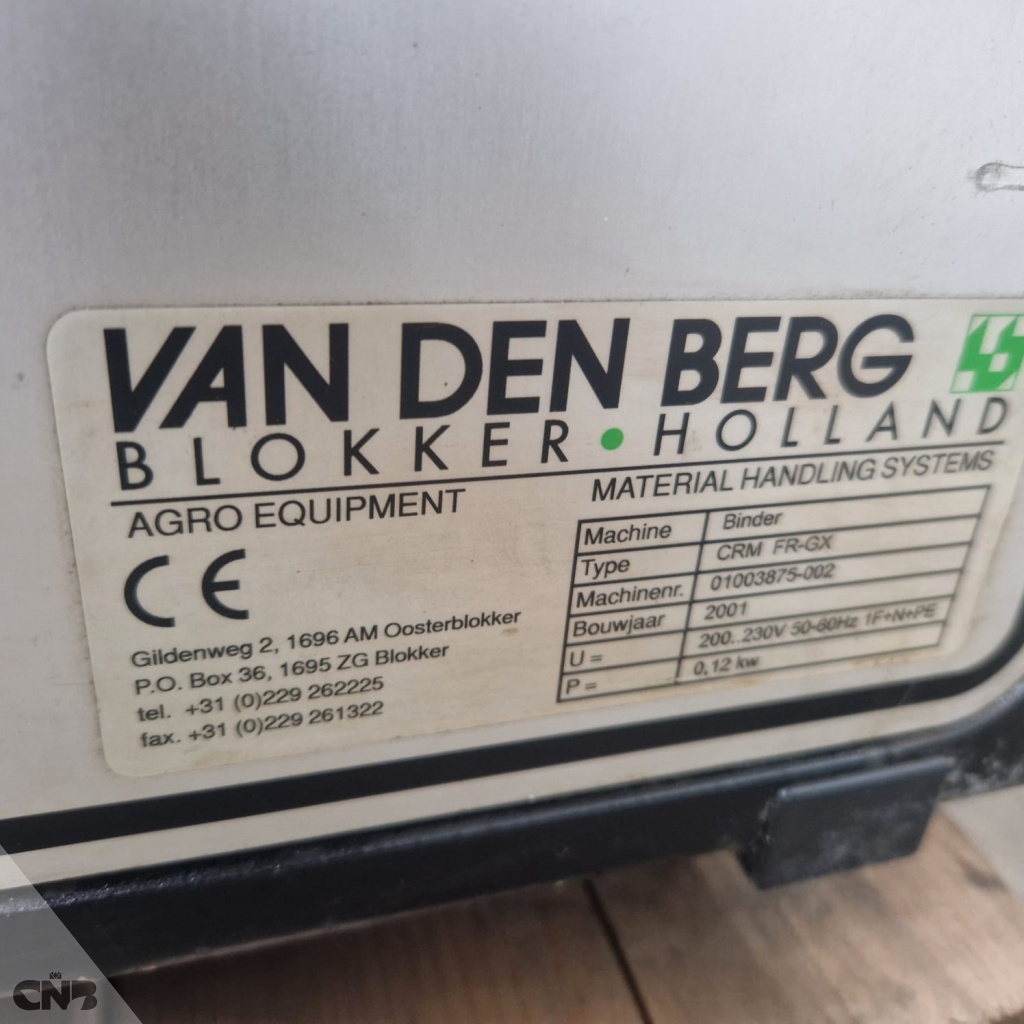 VAN DEN BERG
BLOKKER • HOLLAND
AGRO EQUIPMENT
MATERIAL HANDLING SYSTEMS
CE
Gildenweg 2, 1696 AM Oosterblokker
P.O. Box 36, 1695 ZG Blokker
tel. +31 (0)229 262225
fax. +31 (0)229 261322
Machine Binder
Type CRM FR-GX
Machinenr. 01003875-002
Bouwjaar 2001
U = 200..230V 50-60Hz 1F+N+PE
P = 0,12 kw
CNB